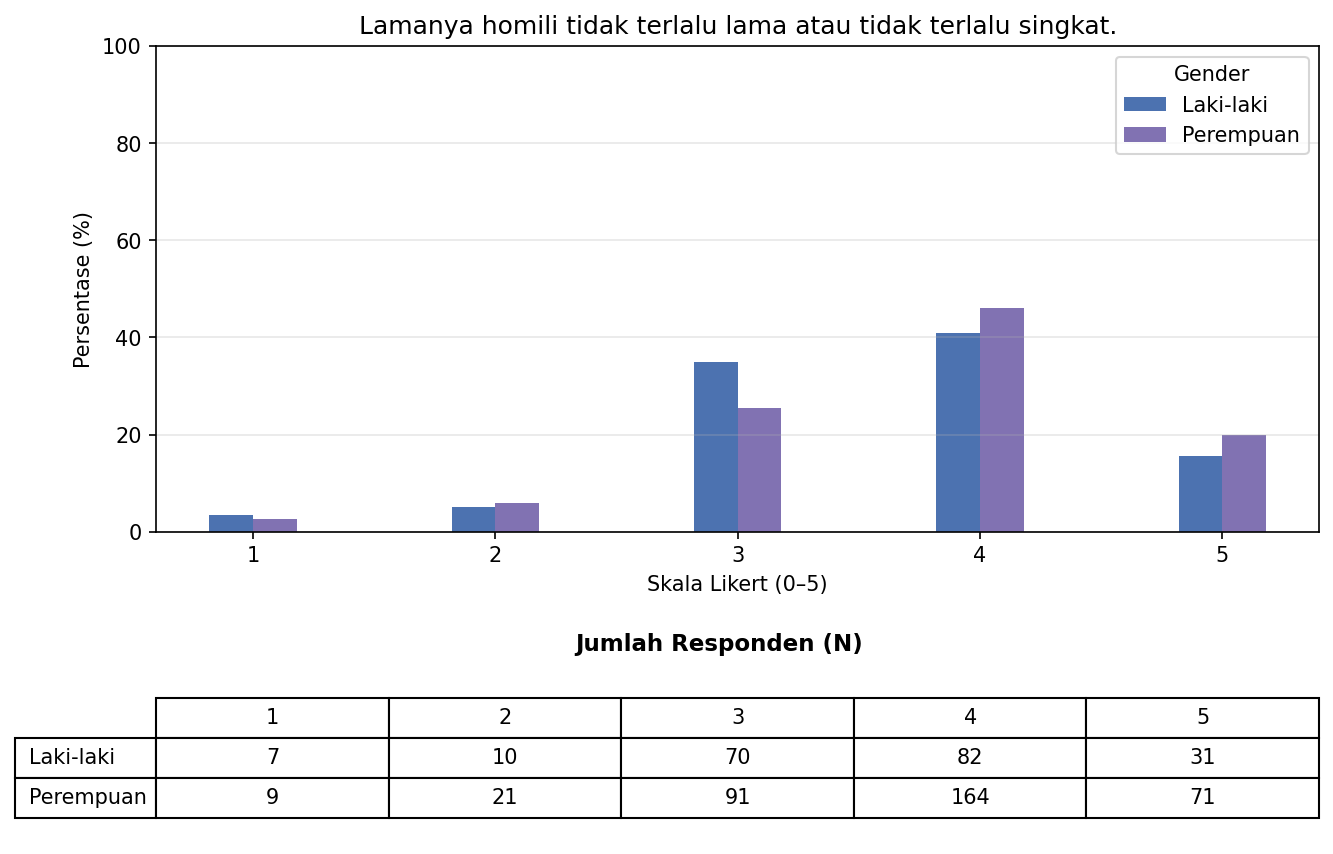 Lamanya homili tidak terlalu lama atau tidak terlalu singkat.
100
80
60
40
20
0
Persentase (%)
Gender
Laki-laki
Perempuan
1 2 3 4 5
Skala Likert (0–5)
Jumlah Responden (N)
1 2 3 4 5
Laki-laki 7 10 70 82 31
Perempuan 9 21 91 164 71